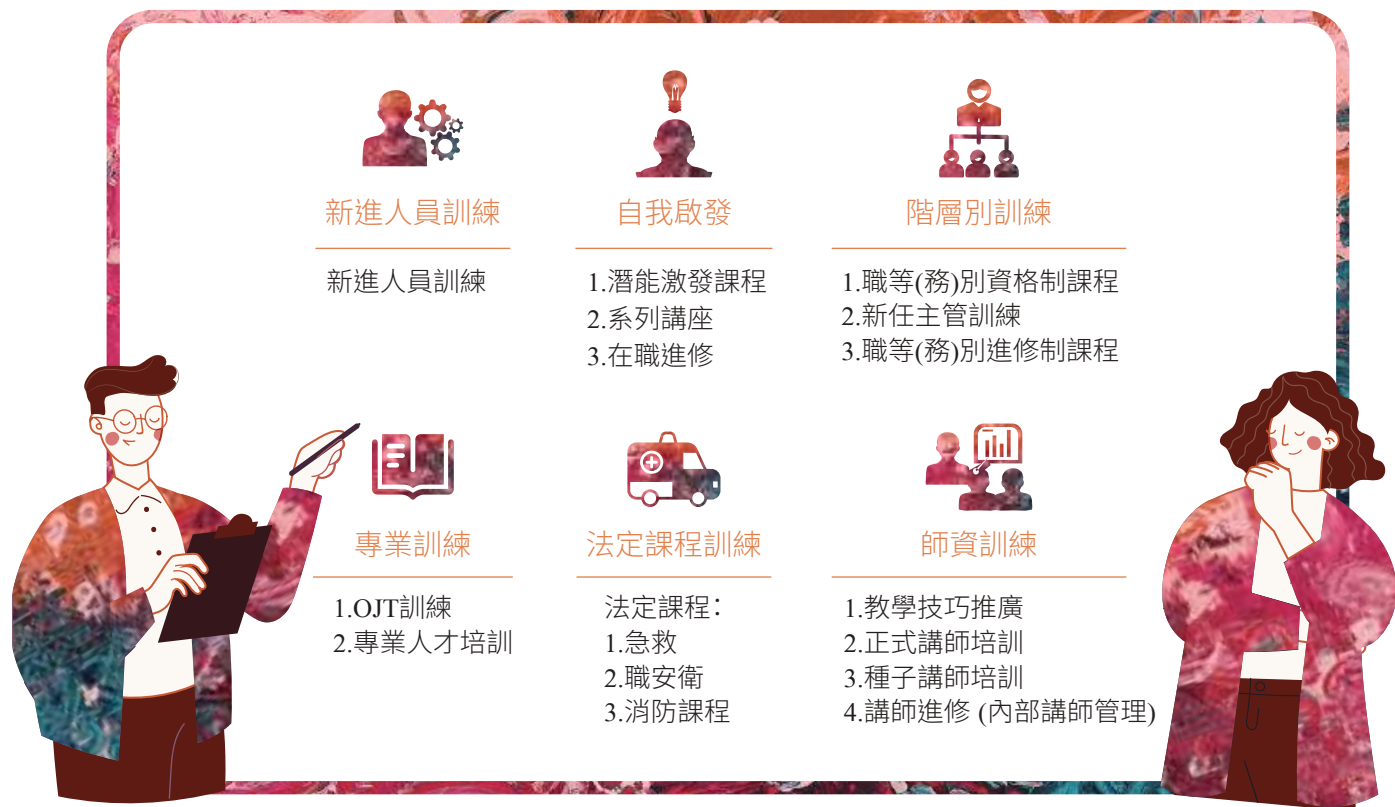 新進人員訓練
新進人員訓練
自我啟發
1.潛能激發課程
2.系列講座
3.在職進修
階層別訓練
1.職等(務)別資格制課程
2.新任主管訓練
3.職等(務)別進修制課程
專業訓練
1.OJT訓練
2.專業人才培訓
法定課程訓練
法定課程：
1.急救
2.職安衛
3.消防課程
師資訓練
1.教學技巧推廣
2.正式講師培訓
3.種子講師培訓
4.講師進修 (內部講師管理)